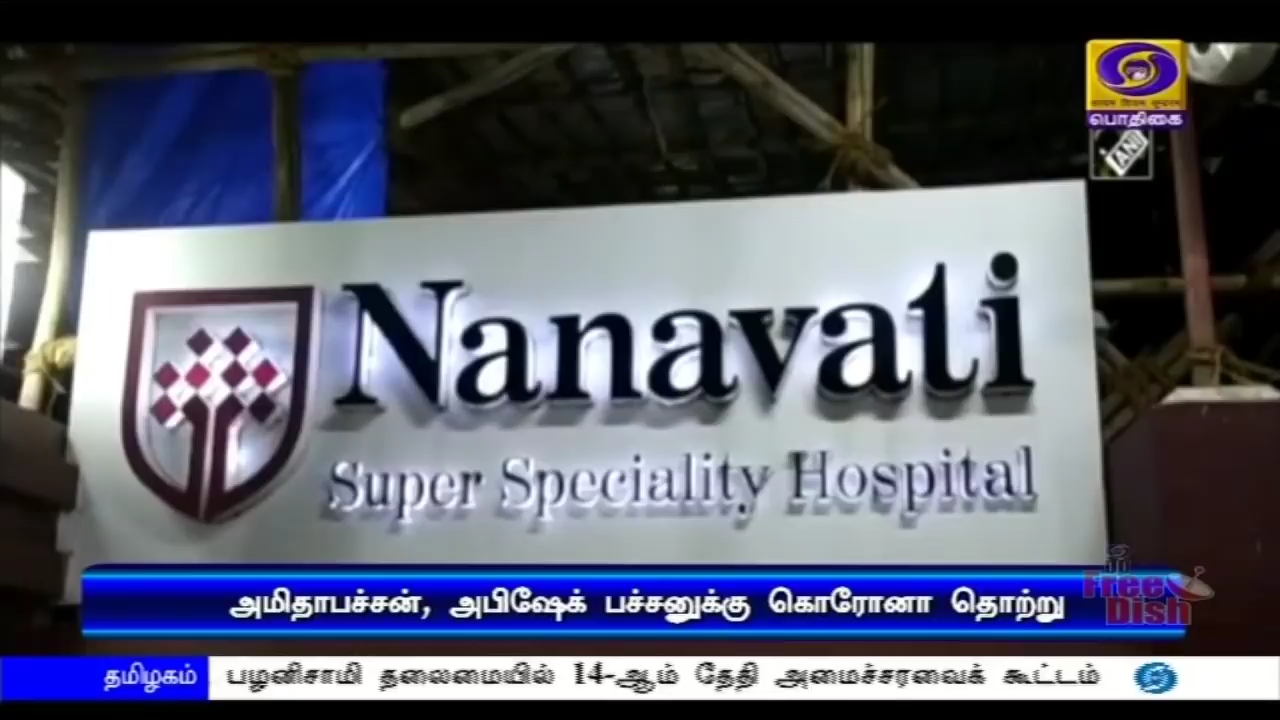 பொதிகை
ANI
Nanavati
Super Speciality Hospital
அமிதாபச்சன், அபிஷேக் பச்சனுக்கு கொரோனா தொற்று
Free
Dish
தமிழகம்
பழனிசாமி தலைமையில் 14-ஆம் தேதி அமைச்சரவைக் கூட்டம்